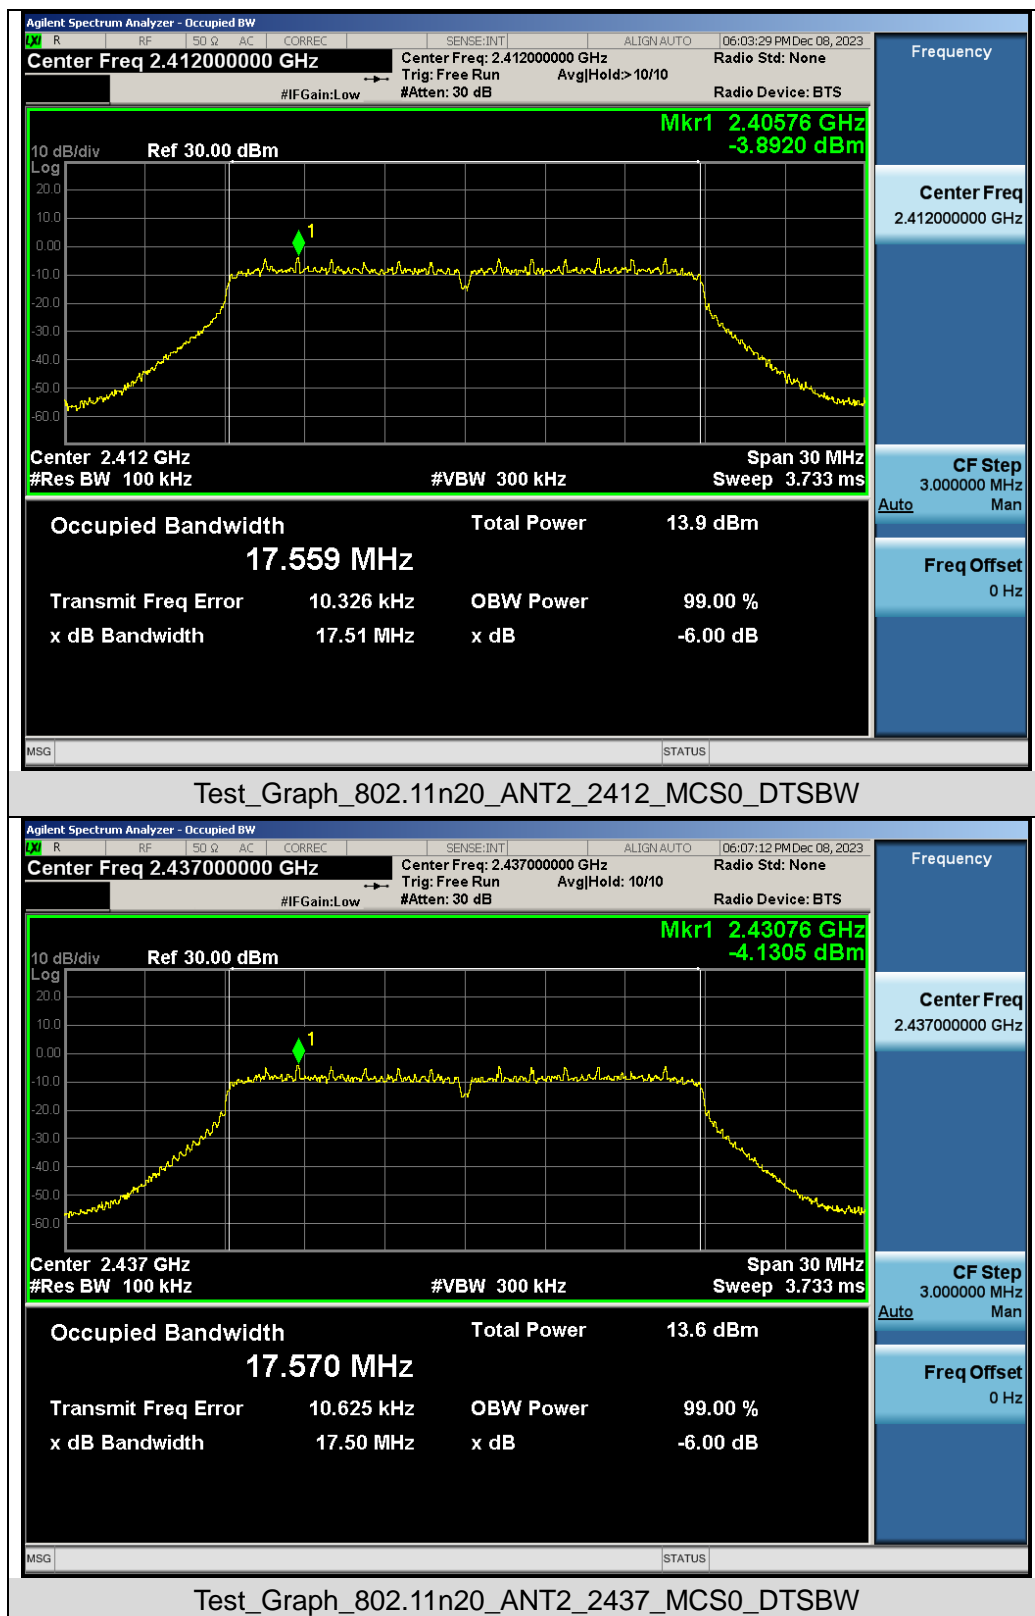 Agilent Spectrum Analyzer - Occupied BW
LXI R RF 50 Ω AC CORREC SENSE:INT ALIGN AUTO 06:03:29 PM Dec 08, 2023
Center Freq 2.412000000 GHz Center Freq: 2.412000000 GHz Radio Std: None Frequency
Trig: Free Run Avg|Hold:> 10/10
#IFGain:Low #Atten: 30 dB Radio Device: BTS
Mkr1 2.40576 GHz
-3.8920 dBm
10 dB/div Ref 30.00 dBm
Log
20.0
10.0
0.00
-10.0
-20.0
-30.0
-40.0
-50.0
-60.0
1
Center Freq
2.412000000 GHz
Center 2.412 GHz Span 30 MHz
#Res BW 100 kHz #VBW 300 kHz Sweep 3.733 ms
CF Step
3.000000 MHz
Auto Man
Occupied Bandwidth Total Power 13.9 dBm
17.559 MHz
Freq Offset
0 Hz
Transmit Freq Error 10.326 kHz OBW Power 99.00 %
x dB Bandwidth 17.51 MHz x dB -6.00 dB
MSG STATUS
Test_Graph_802.11n20_ANT2_2412_MCS0_DTSBW
Agilent Spectrum Analyzer - Occupied BW
LXI R RF 50 Ω AC CORREC SENSE:INT ALIGN AUTO 06:07:12 PM Dec 08, 2023
Center Freq 2.437000000 GHz Center Freq: 2.437000000 GHz Radio Std: None Frequency
Trig: Free Run Avg|Hold: 10/10
#IFGain:Low #Atten: 30 dB Radio Device: BTS
Mkr1 2.43076 GHz
-4.1305 dBm
10 dB/div Ref 30.00 dBm
Log
20.0
10.0
0.00
-10.0
-20.0
-30.0
-40.0
-50.0
-60.0
1
Center Freq
2.437000000 GHz
Center 2.437 GHz Span 30 MHz
#Res BW 100 kHz #VBW 300 kHz Sweep 3.733 ms
CF Step
3.000000 MHz
Auto Man
Occupied Bandwidth Total Power 13.6 dBm
17.570 MHz
Freq Offset
0 Hz
Transmit Freq Error 10.625 kHz OBW Power 99.00 %
x dB Bandwidth 17.50 MHz x dB -6.00 dB
MSG STATUS
Test_Graph_802.11n20_ANT2_2437_MCS0_DTSBW